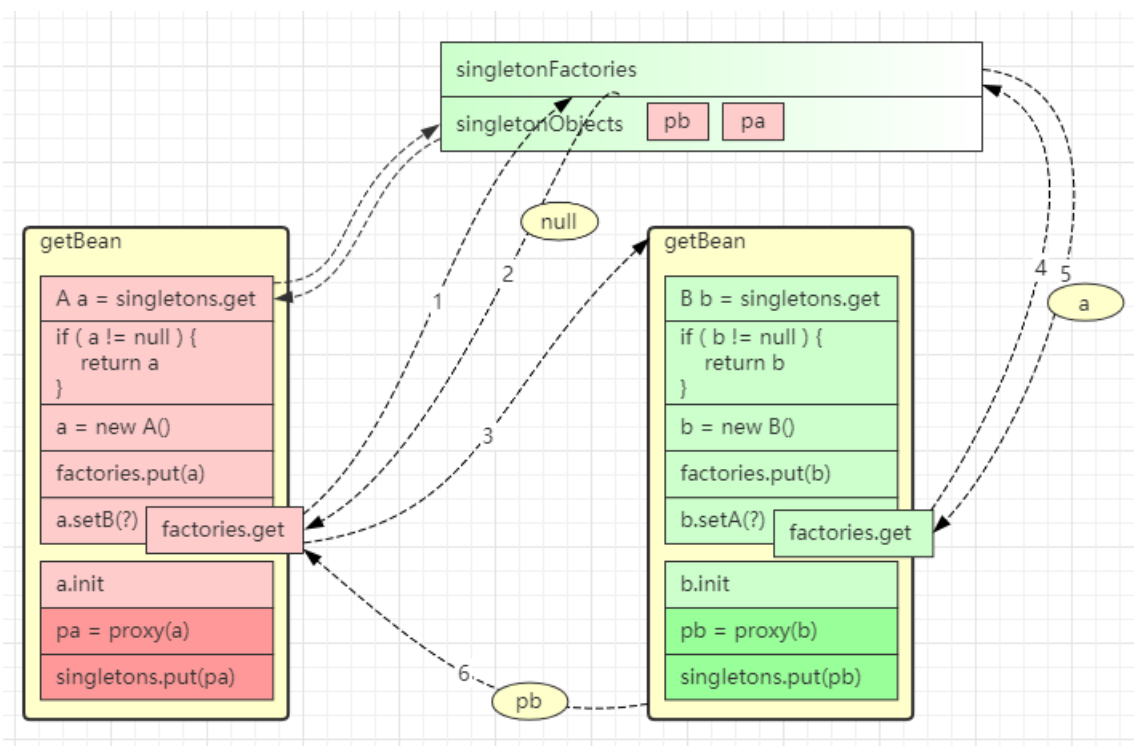 singletonFactories
singletonObjects pb pa
null
getBean
A a = singletons.get
if ( a != null ) {
return a
}
a = new A()
factories.put(a)
a.setB(?) factories.get
a.init
pa = proxy(a)
singletons.put(pa)
1
2
3
getBean
B b = singletons.get
if ( b != null ) {
return b
}
b = new B()
factories.put(b)
b.setA(?) factories.get
b.init
pb = proxy(b)
singletons.put(pb)
4
5
a
6
pb